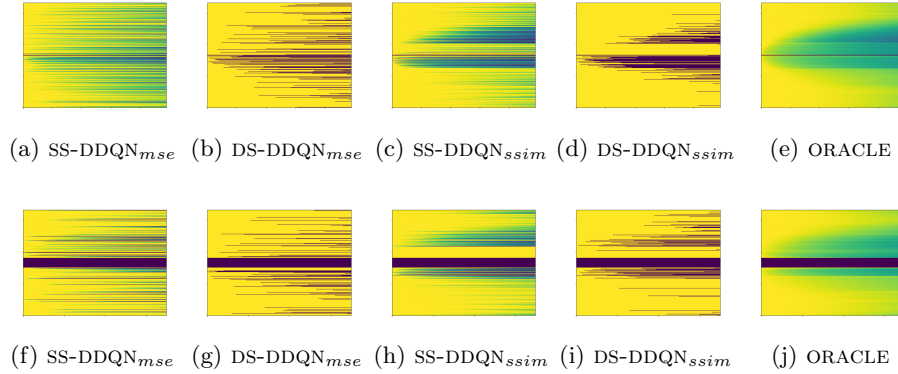 (a) SS-DDQN_mse (b) DS-DDQN_mse (c) SS-DDQN_ssim (d) DS-DDQN_ssim (e) ORACLE
(f) SS-DDQN_mse (g) DS-DDQN_mse (h) SS-DDQN_ssim (i) DS-DDQN_ssim (j) ORACLE